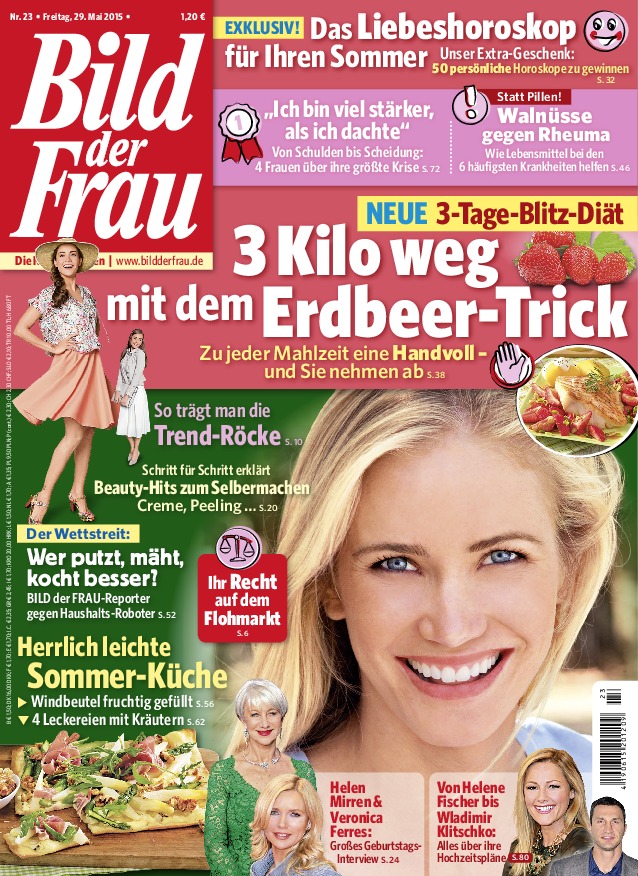 Nr. 23 • Freitag, 29. Mai 2015 •
1,20 €
Bild
der
Frau
www.bildderfrau.de
EXKLUSIV! Das Liebeshoroskop
für Ihren Sommer
Unser Extra-Geschenk:
50 persönliche Horoskope zu gewinnen
S. 32
1
„Ich bin viel stärker,
als ich dachte“
Von Schulden bis Scheidung:
4 Frauen über ihre größte Krise S. 72
Statt Pillen!
Walnüsse
gegen Rheuma
Wie Lebensmittel bei den
6 häufigsten Krankheiten helfen S. 46
NEUE 3-Tage-Blitz-Diät
3 Kilo weg
mit dem Erdbeer-Trick
Zu jeder Mahlzeit eine Handvoll -
und Sie nehmen ab S. 38
So trägt man die
Trend-Röcke S. 10
Schritt für Schritt erklärt
Beauty-Hits zum Selbermachen
Creme, Peeling ... S. 20
Der Wettstreit:
Wer putzt, mäht,
kocht besser?
BILD der FRAU-Reporter
gegen Haushalts-Roboter S. 52
Ihr Recht
auf dem
Flohmarkt
S. 6
Herrlich leichte
Sommer-Küche
Windbeutel fruchtig gefüllt S. 56
4 Leckereien mit Kräutern S. 62
Helen
Mirren &
Veronica
Ferres:
Großes Geburtstags-
Interview S. 24
Von Helene
Fischer bis
Wladimir
Klitschko:
Alles über ihre
Hochzeitspläne S. 80
23
4 190615 201209